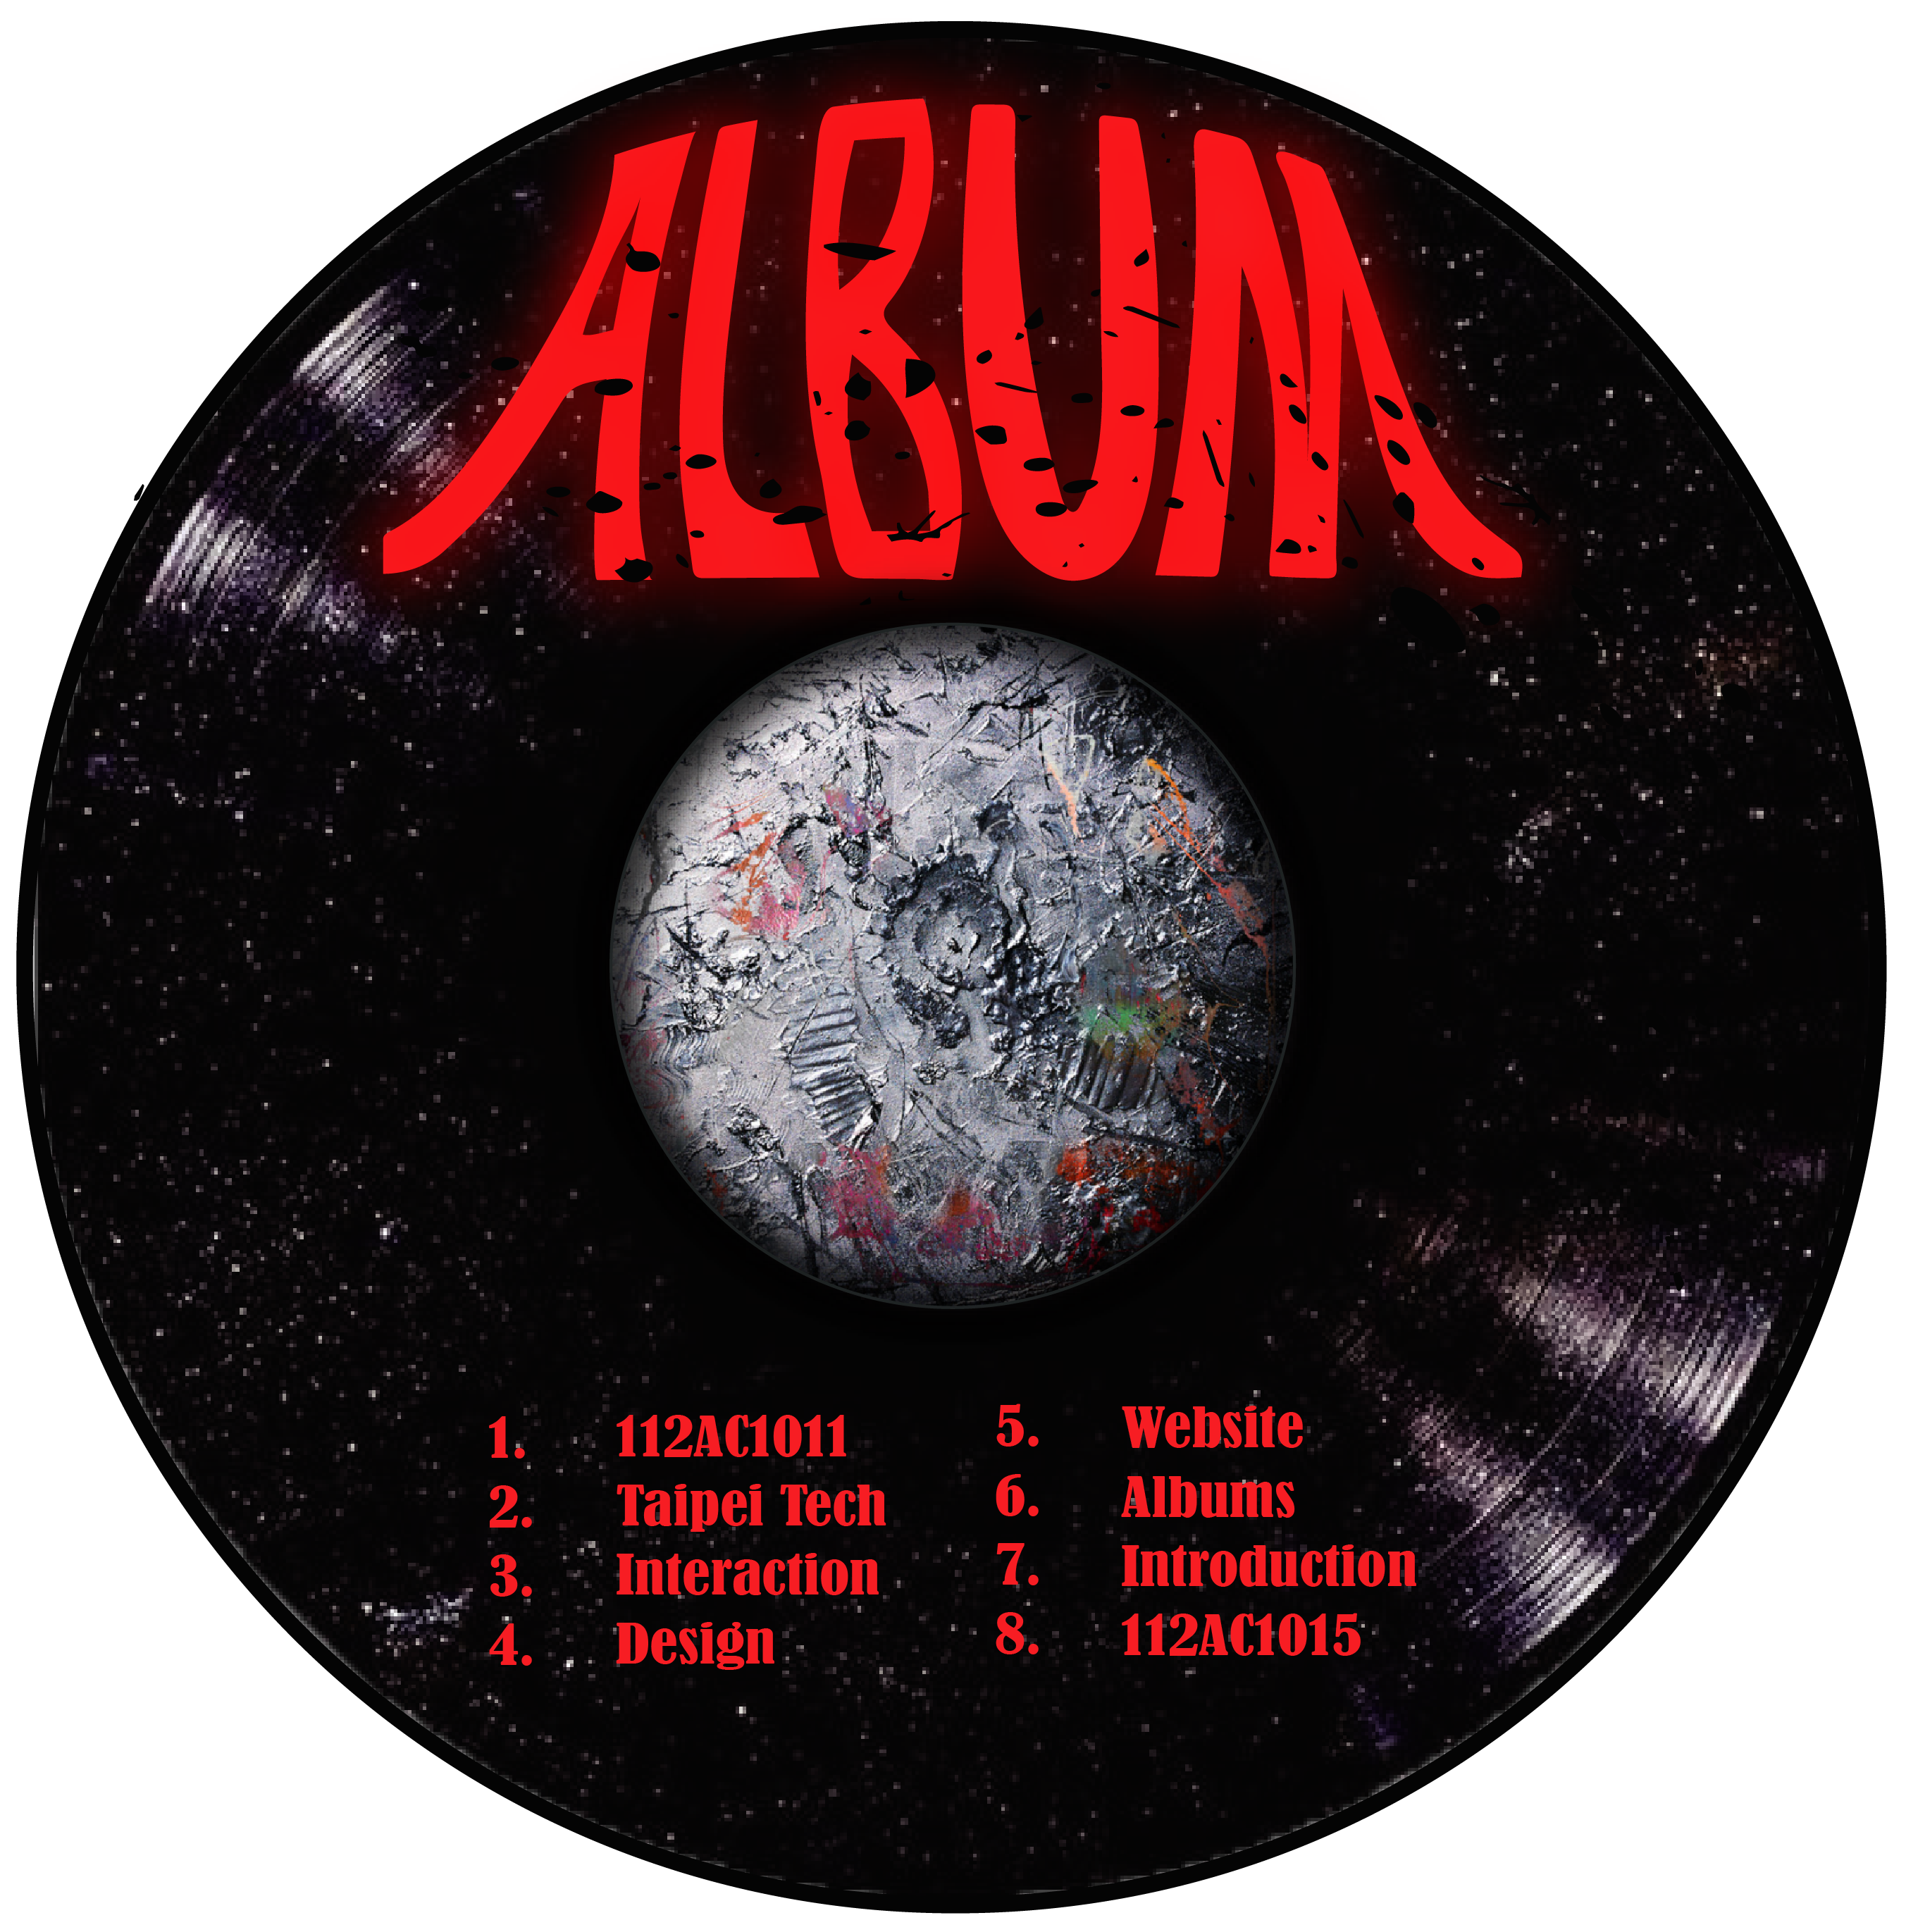 ALBUM
1. 112AC1011
2. Taipei Tech
3. Interaction
4. Design
5. Website
6. Albums
7. Introduction
8. 112AC1015